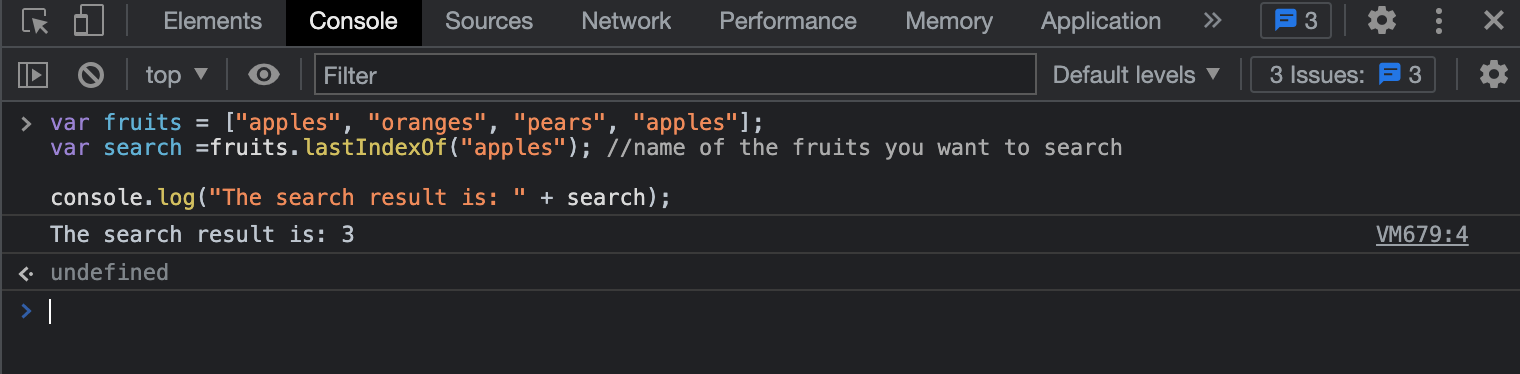 Elements Console Sources Network Performance Memory Application » 3
top ▼ Filter Default levels ▼ 3 Issues: 3
> var fruits = ["apples", "oranges", "pears", "apples"];
var search =fruits.lastIndexOf("apples"); //name of the fruits you want to search
console.log("The search result is: " + search);
The search result is: 3 VM679:4
undefined
>